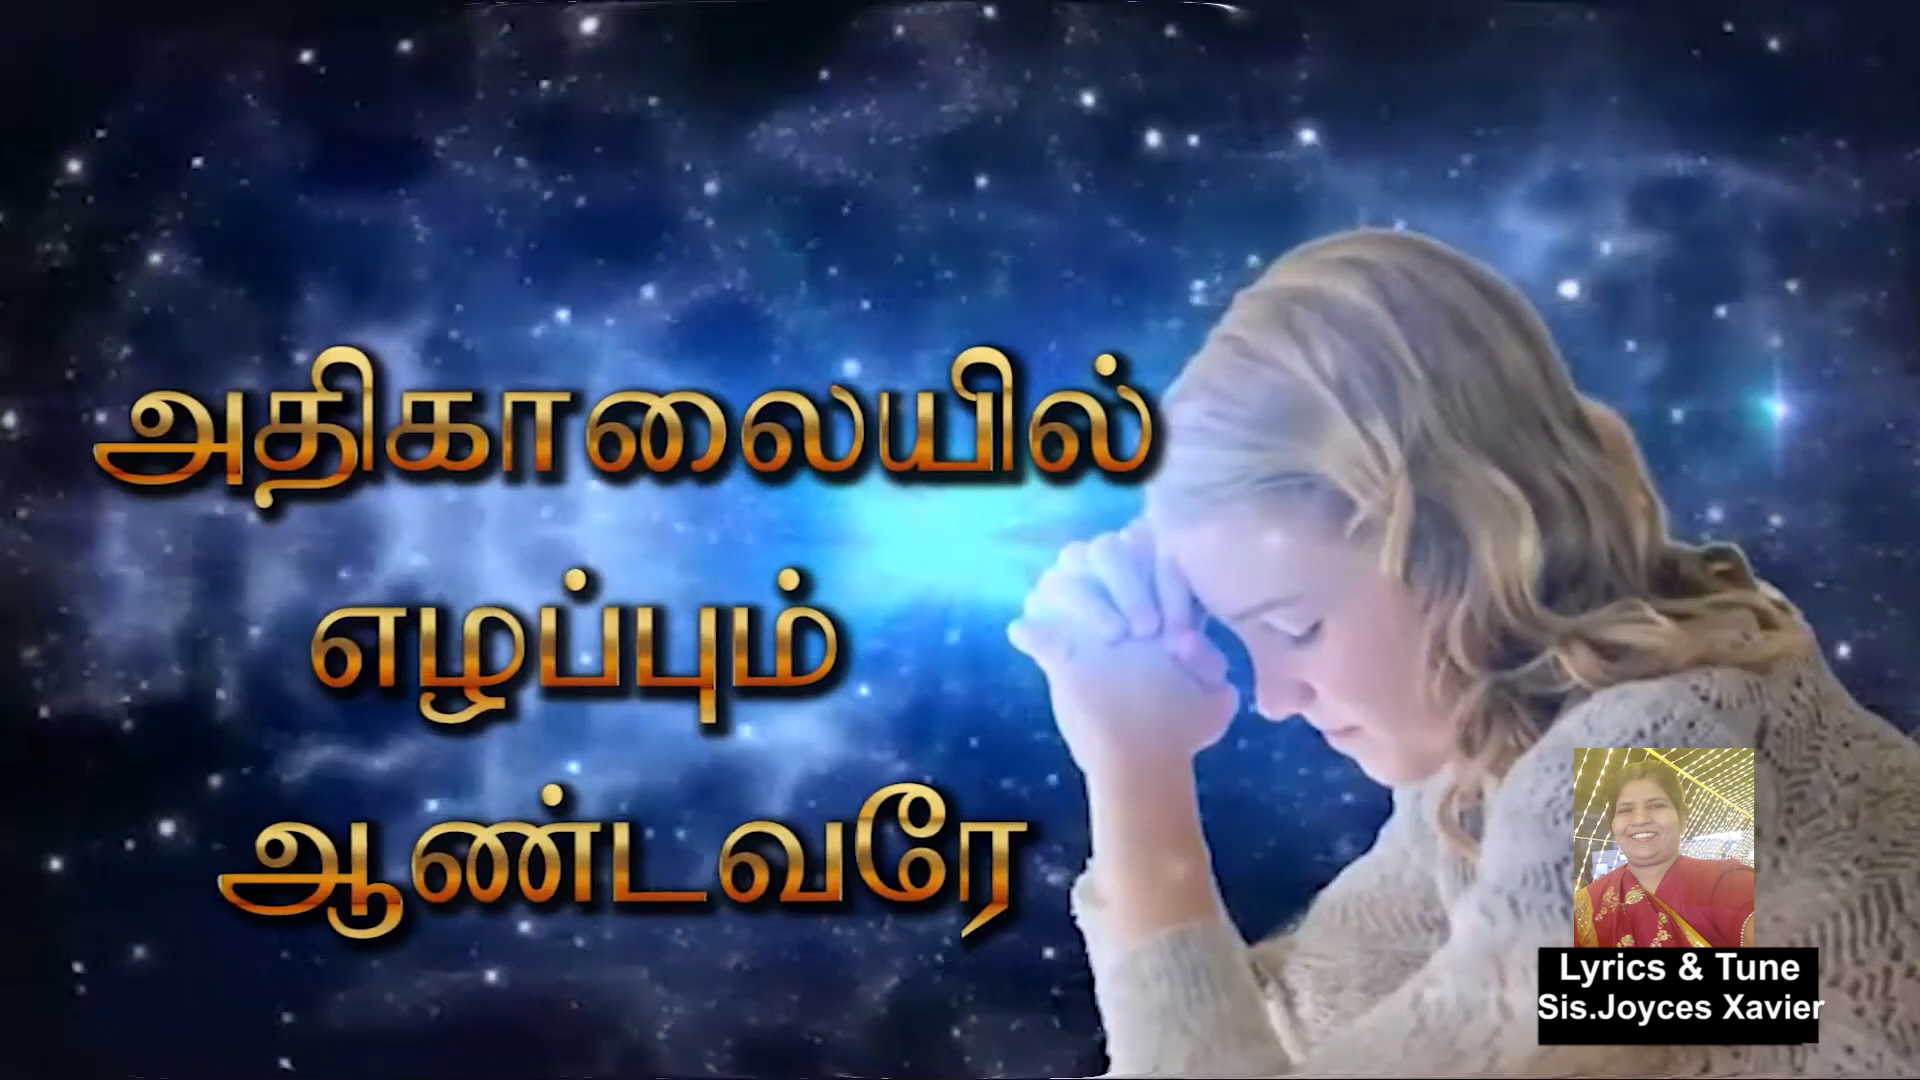 அதிகாலையில்
எழப்பும்
ஆண்டவரே
Lyrics & Tune
Sis.Joyces Xavier